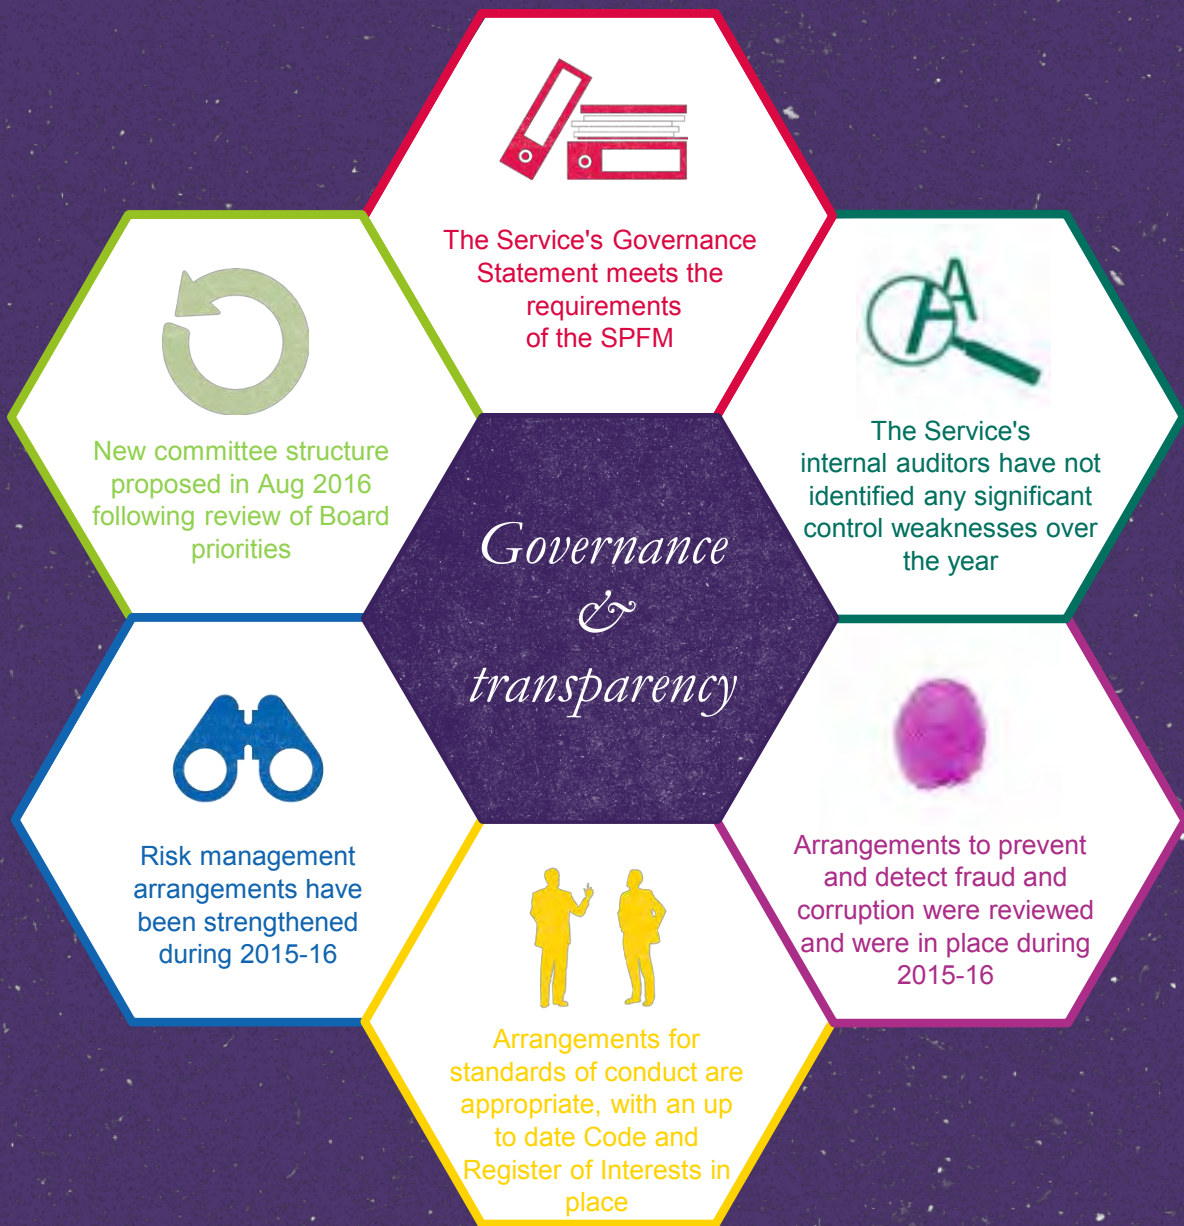 The Service's Governance
Statement meets the
requirements
of the SPFM
New committee structure
proposed in Aug 2016
following review of Board
priorities
The Service's
internal auditors have not
identified any significant
control weaknesses over
the year
Governance
&
transparency
Risk management
arrangements have
been strengthened
during 2015-16
Arrangements to prevent
and detect fraud and
corruption were reviewed
and were in place during
2015-16
Arrangements for
standards of conduct are
appropriate, with an up
to date Code and
Register of Interests in
place